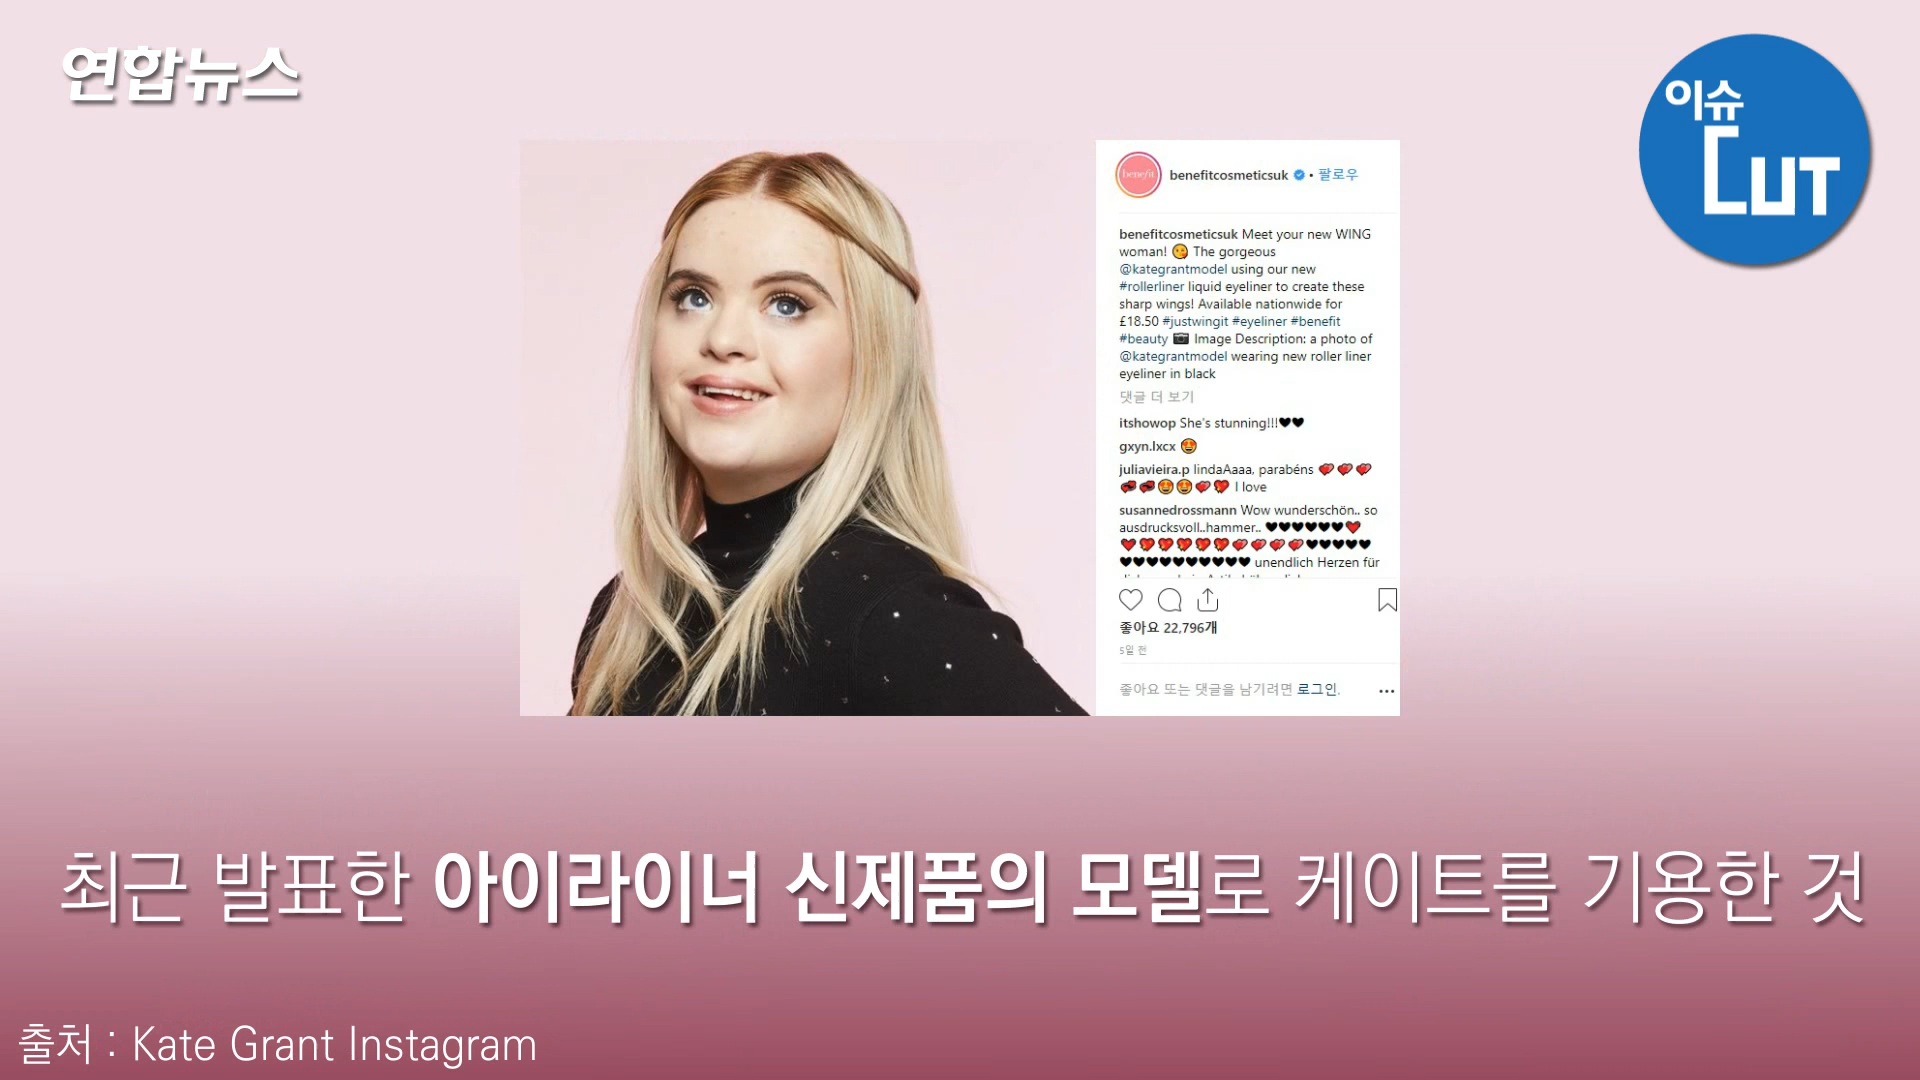 연합뉴스
이슈
CUT
benefit
benefitcosmeticsuk • 팔로우
benefitcosmeticsuk Meet your new WING
woman! 😘 The gorgeous
@kategrantmodel using our new
#rollerliner liquid eyeliner to create these
sharp wings! Available nationwide for
£18.50 #justwingit #eyeliner #benefit
#beauty 📷 Image Description: a photo of
@kategrantmodel wearing new roller liner
eyeliner in black
댓글 더 보기
itshowop She's stunning!!!♥♥
gxyn.lxcx 😍
juliavieira.p lindaAaaa, parabéns 💕💕💕
💕💕😍😍💕💖 I love
susannedrossmann Wow wunderschön.. so
ausdrucksvoll..hammer.. ♥♥♥♥♥♥❤
❤💖💖💖💖💖💕💕💕💕♥♥♥♥♥
♥♥♥♥♥♥♥♥♥♥ unendlich Herzen für
좋아요 22,796개
5일 전
좋아요 또는 댓글을 남기려면 로그인.
최근 발표한 아이라이너 신제품의 모델로 케이트를 기용한 것
출처 : Kate Grant Instagram